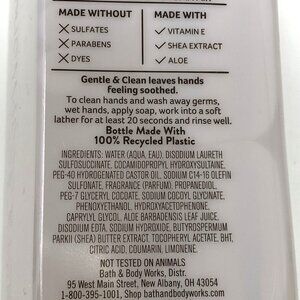 MADE WITHOUT
SULFATES
PARABENS
DYES
MADE WITH
VITAMIN E
SHEA EXTRACT
ALOE
Gentle & Clean leaves hands
feeling soothed.
To clean hands and wash away germs,
wet hands, apply soap, work into a soft
lather for at least 20 seconds and rinse well.
Bottle Made With
100% Recycled Plastic
INGREDIENTS: WATER (AQUA, EAU), DISODIUM LAURETH
SULFOSUCCINATE, COCAMIDOPROPYL HYDROXYSULTAINE,
PEG-40 HYDROGENATED CASTOR OIL, SODIUM C14-16 OLEFIN
SULFONATE, FRAGRANCE (PARFUM), PROPANEDIOL,
PEG-7 GLYCERYL COCOATE, SODIUM COCOYL GLYCINATE,
PHENOXYETHANOL, HYDROXYACETOPHENONE,
CAPRYLYL GLYCOL, ALOE BARBADENSIS LEAF JUICE,
DISODIUM EDTA, SODIUM HYDROXIDE, BUTYROSPERMUM
PARKII (SHEA) BUTTER EXTRACT, TOCOPHERYL ACETATE, BHT,
CITRIC ACID, COUMARIN, LIMONENE.
NOT TESTED ON ANIMALS
Bath & Body Works, Distr.
95 West Main Street, New Albany, OH 43054
1-800-395-1001, Shop bathandbodyworks.com